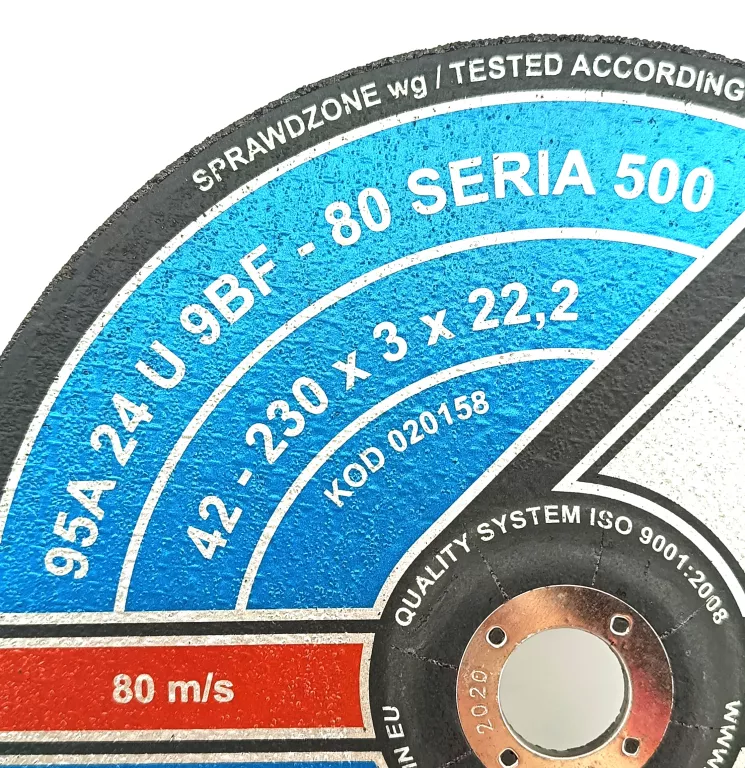 SPRAWDZONE wg / TESTED ACCORDING
95A 24 U 9BF - 80 SERIA 500
42 - 230 x 3 x 22,2
KOD 020158
QUALITY SYSTEM ISO 9001:2008
80 m/s
2020
EU